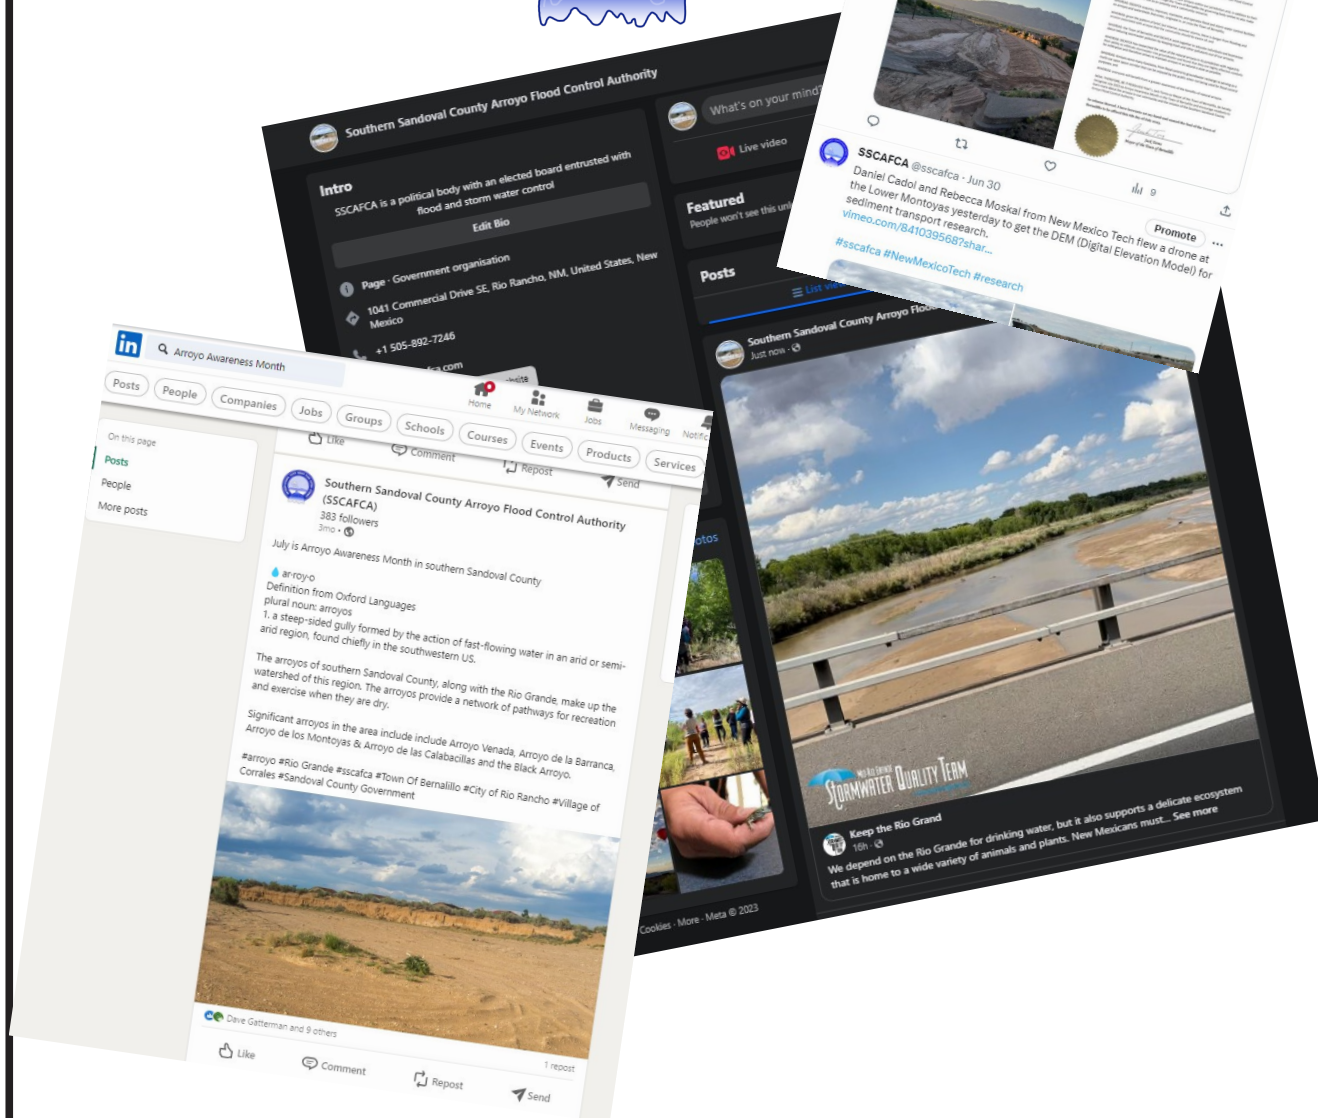 Southern Sandoval County Arroyo Flood Control Authority
Intro
SSCAFCA is a political body with an elected board entrusted with
flood and storm water control
Edit Bio
Page · Government organisation
1041 Commercial Drive SE, Rio Rancho, NM, United States, New
Mexico
+1 505-892-7246
What's on your mind?
Live video
Featured
People won't see this
Posts
List view
Southern Sandoval County Arroyo
Just now
STORMWATER QUALITY TEAM
Keep the Rio Grand
16h
We depend on the Rio Grande for drinking water, but it also supports a delicate ecosystem
that is home to a wide variety of animals and plants. New Mexicans must... See more
Cookies · More · Meta © 2023
9
SSCAFCA @sscafca · Jun 30
Promote
Daniel Cadol and Rebecca Moskal from New Mexico Tech flew a drone at
the Lower Montoyas yesterday to get the DEM (Digital Elevation Model) for
sediment transport research.
vimeo.com/841039568?shar...
#sscafca #NewMexicoTech #research
in
Arroyo Awareness Month
Home
My Network
Jobs
Messaging
Posts
People
Companies
Jobs
Groups
Schools
Courses
Events
Products
Services
On this page
Posts
People
More posts
Like
Comment
Repost
Send
Southern Sandoval County Arroyo Flood Control Authority
(SSCAFCA)
383 followers
3mo
July is Arroyo Awareness Month in southern Sandoval County
ar·roy·o
Definition from Oxford Languages
plural noun: arroyos
1. a steep-sided gully formed by the action of fast-flowing water in an arid or semi-
arid region, found chiefly in the southwestern US.
The arroyos of southern Sandoval County, along with the Rio Grande, make up the
watershed of this region. The arroyos provide a network of pathways for recreation
and exercise when they are dry.
Significant arroyos in the area include include Arroyo Venada, Arroyo de la Barranca,
Arroyo de los Montoyas & Arroyo de las Calabacillas and the Black Arroyo.
#arroyo #Rio Grande #sscafca #Town Of Bernalillo #City of Rio Rancho #Village of
Corrales #Sandoval County Government
Dave Gatterman and 9 others
1 repost
Like
Comment
Repost
Send